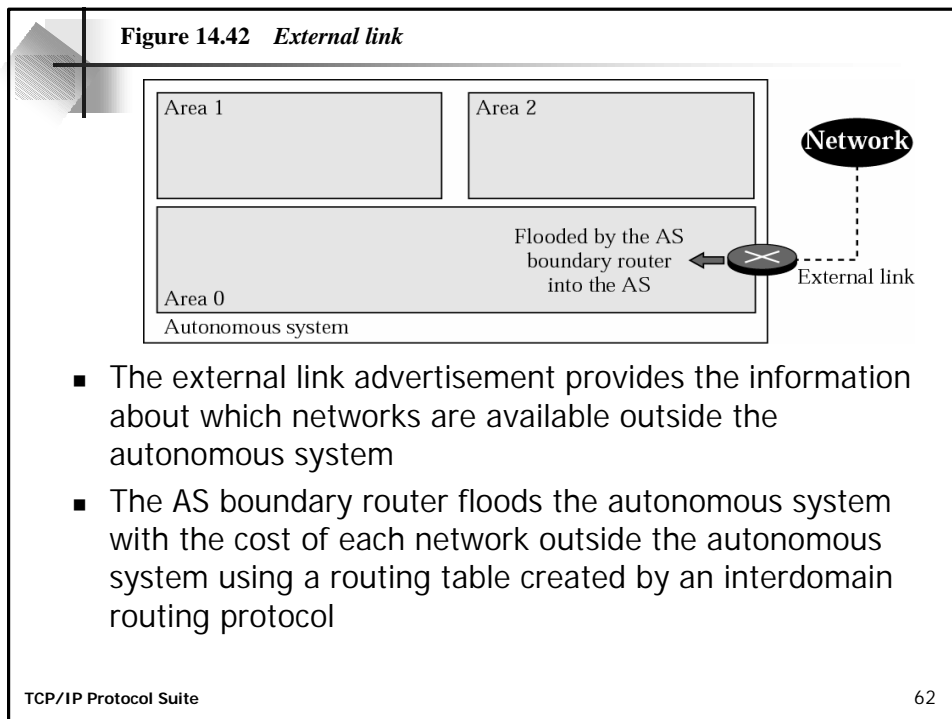 Figure 14.42 External link
Area 1
Area 2
Network
Flooded by the AS
boundary router
into the AS
External link
Area 0
Autonomous system
▪ The external link advertisement provides the information
about which networks are available outside the
autonomous system
▪ The AS boundary router floods the autonomous system
with the cost of each network outside the autonomous
system using a routing table created by an interdomain
routing protocol
TCP/IP Protocol Suite
62